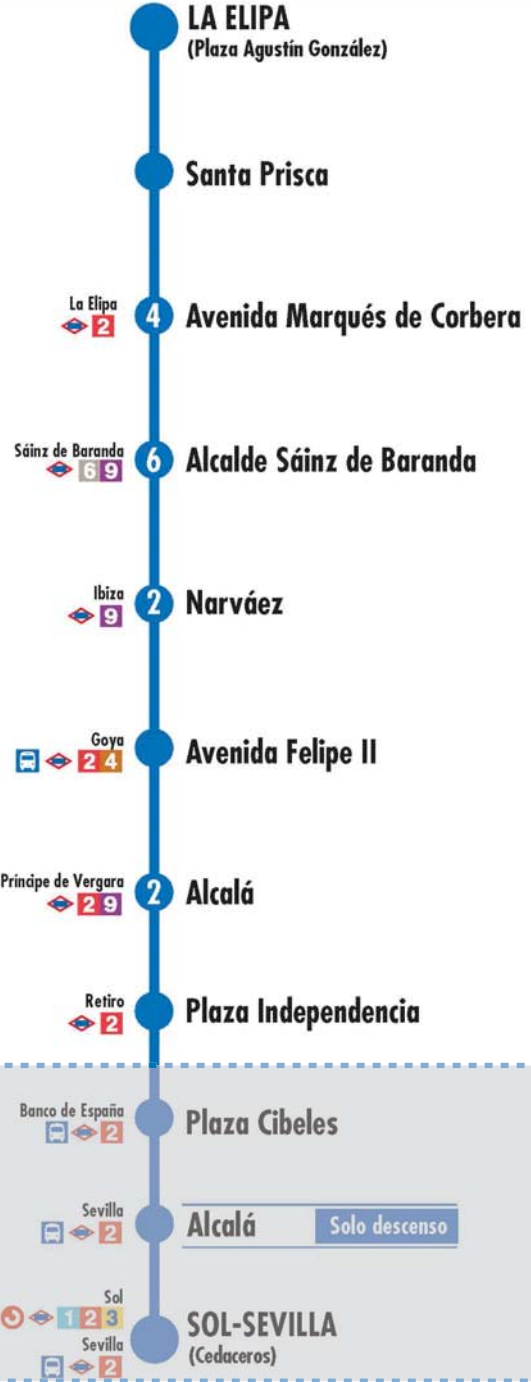 LA ELIPA
(Plaza Agustín González)
Santa Prisca
La Elipa
2
4
Avenida Marqués de Corbera
Sáinz de Baranda
6 9
6
Alcalde Sáinz de Baranda
Ibiza
9
2
Narváez
Goya
2 4
Avenida Felipe II
Principe de Vergara
2 9
2
Alcalá
Retiro
2
Plaza Independencia
Banco de España
2
Plaza Cibeles
Sevilla
2
Alcalá
Solo descenso
Sol
1 2 3
Sevilla
2
SOL-SEVILLA
(Cedaceros)